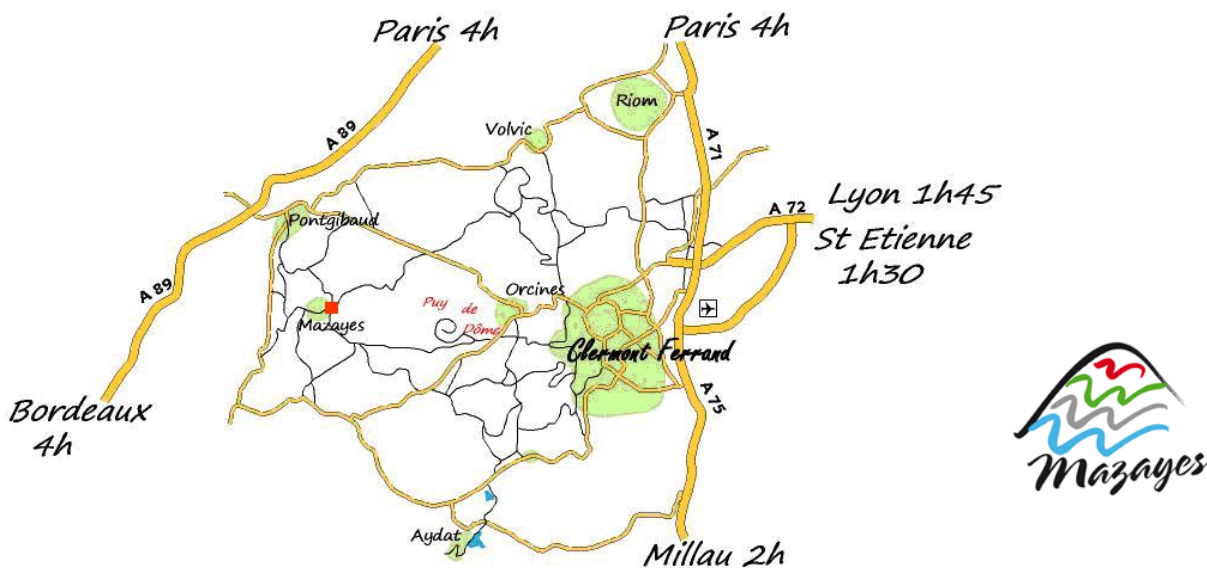 Paris 4h
Paris 4h
Riom
Volvic
A 89
A 71
Lyon 1h45
A 72
St Etienne
1h30
Pontgibaud
A 89
Orcines
Puy de
Dôme
Mazayes
Clermont Ferrand
A 75
Bordeaux
4h
Mazayes
Aydat
Millau 2h